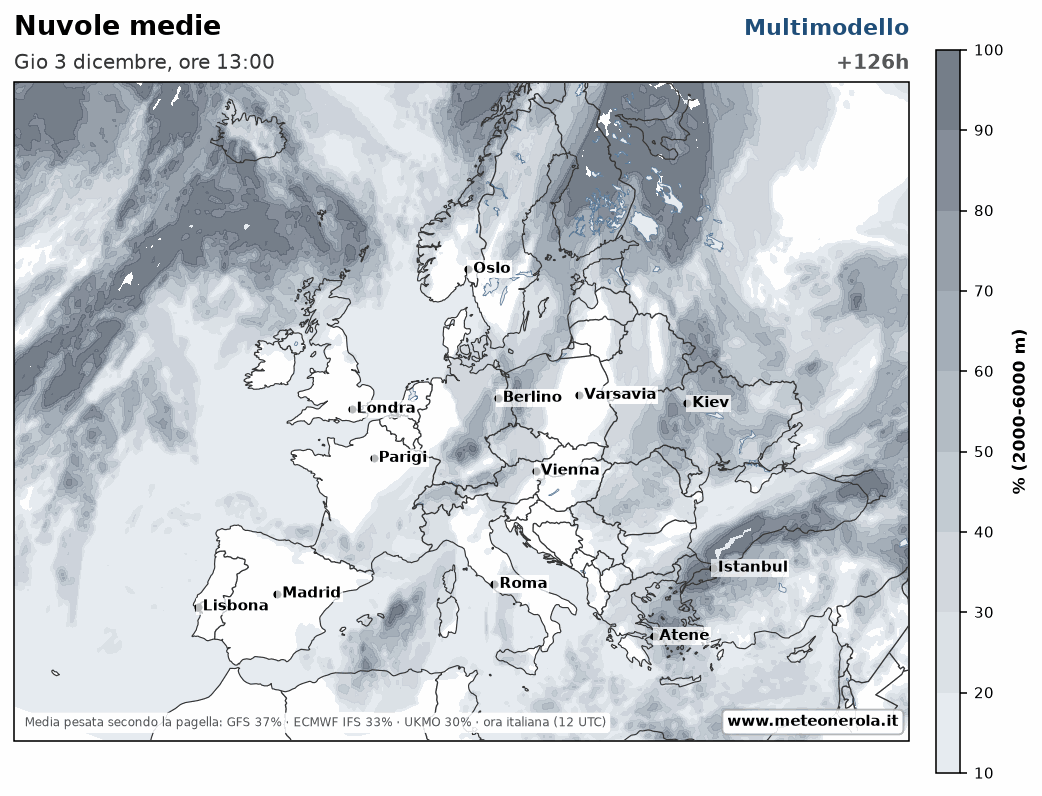 Nuvole medie
Multimodello
Gio 3 dicembre, ore 13:00
+126h
100
90
80
70
60
50
40
30
20
10
% (2000-6000 m)
Oslo
Berlino
Varsavia
Kiev
Londra
Parigi
Vienna
Istanbul
Roma
Madrid
Lisbona
Atene
Media pesata secondo la pagella: GFS 37% · ECMWF IFS 33% · UKMO 30% · ora italiana (12 UTC)
www.meteonerola.it